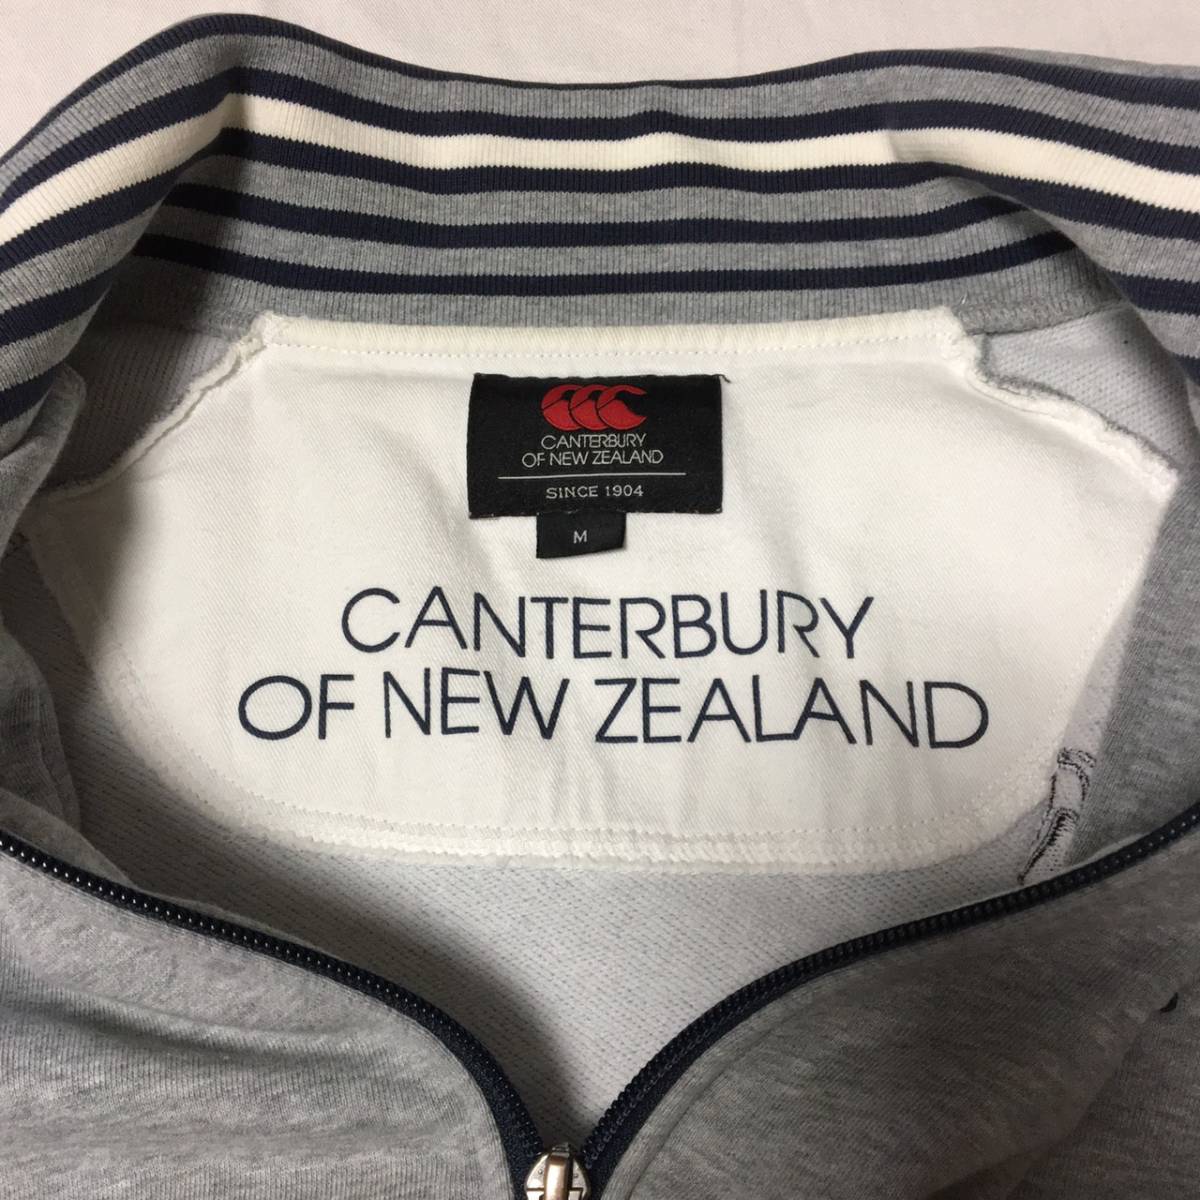 CANTERBURY
OF NEW ZEALAND
SINCE 1904
M
CANTERBURY
OF NEW ZEALAND